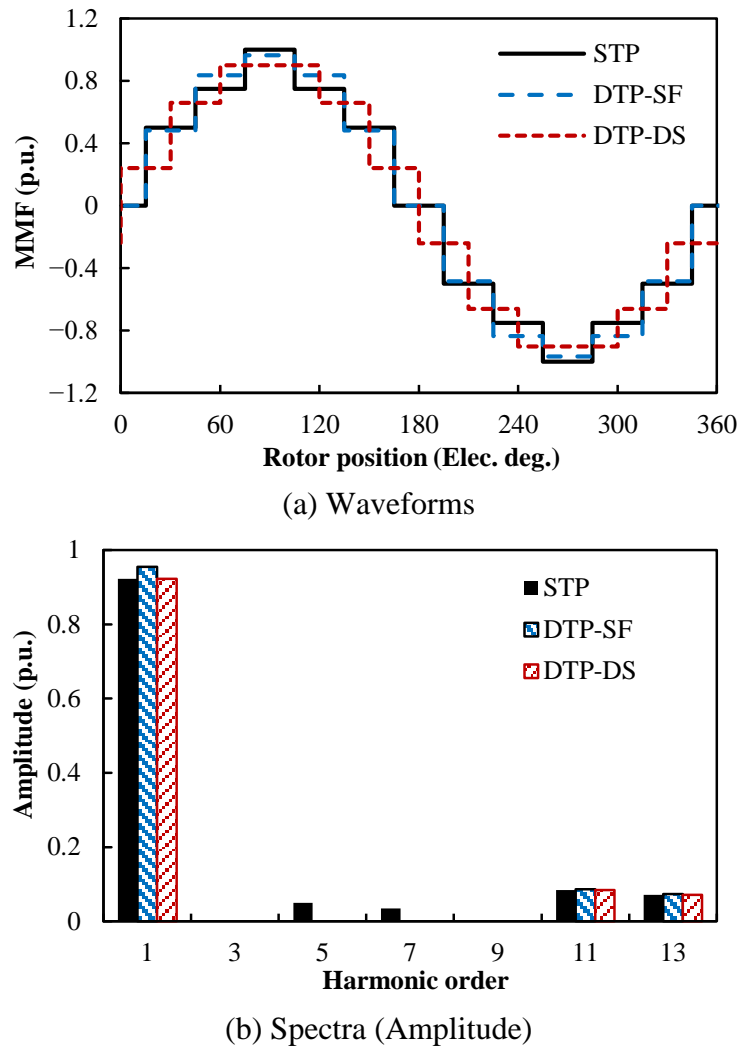 1.2
0.8
0.4
0
−0.4
−0.8
−1.2
MMF (p.u.)
STP
DTP-SF
DTP-DS
0 60 120 180 240 300 360
Rotor position (Elec. deg.)
(a) Waveforms
1
0.8
0.6
0.4
0.2
0
Amplitude (p.u.)
STP
DTP-SF
DTP-DS
1 3 5 7 9 11 13
Harmonic order
(b) Spectra (Amplitude)